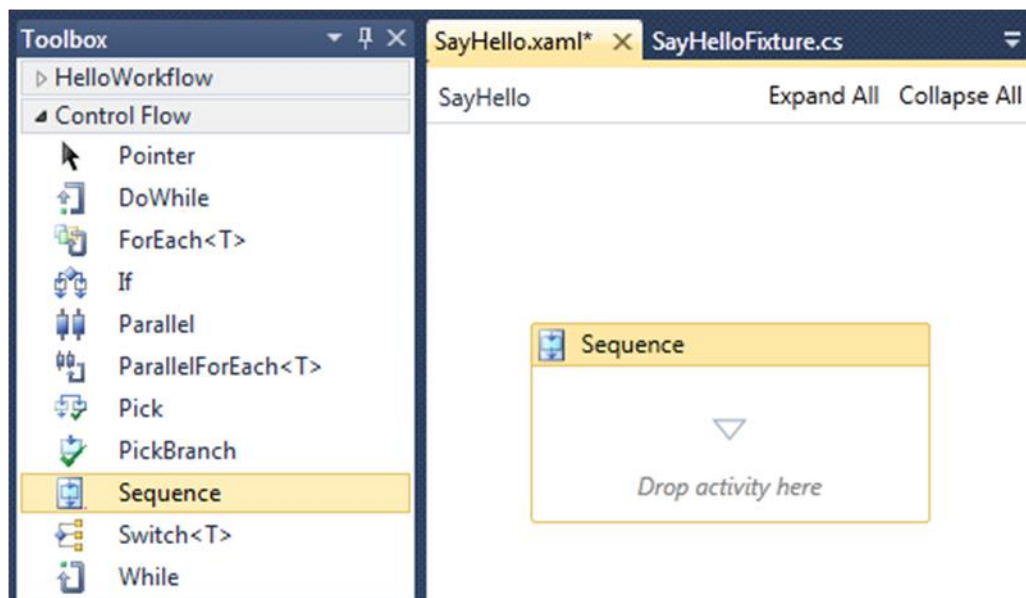 Toolbox
HelloWorkflow
Control Flow
Pointer
DoWhile
ForEach<T>
If
Parallel
ParallelForEach<T>
Pick
PickBranch
Sequence
Switch<T>
While
SayHello.xaml* SayHelloFixture.cs
SayHello Expand All Collapse All
Sequence
Drop activity here